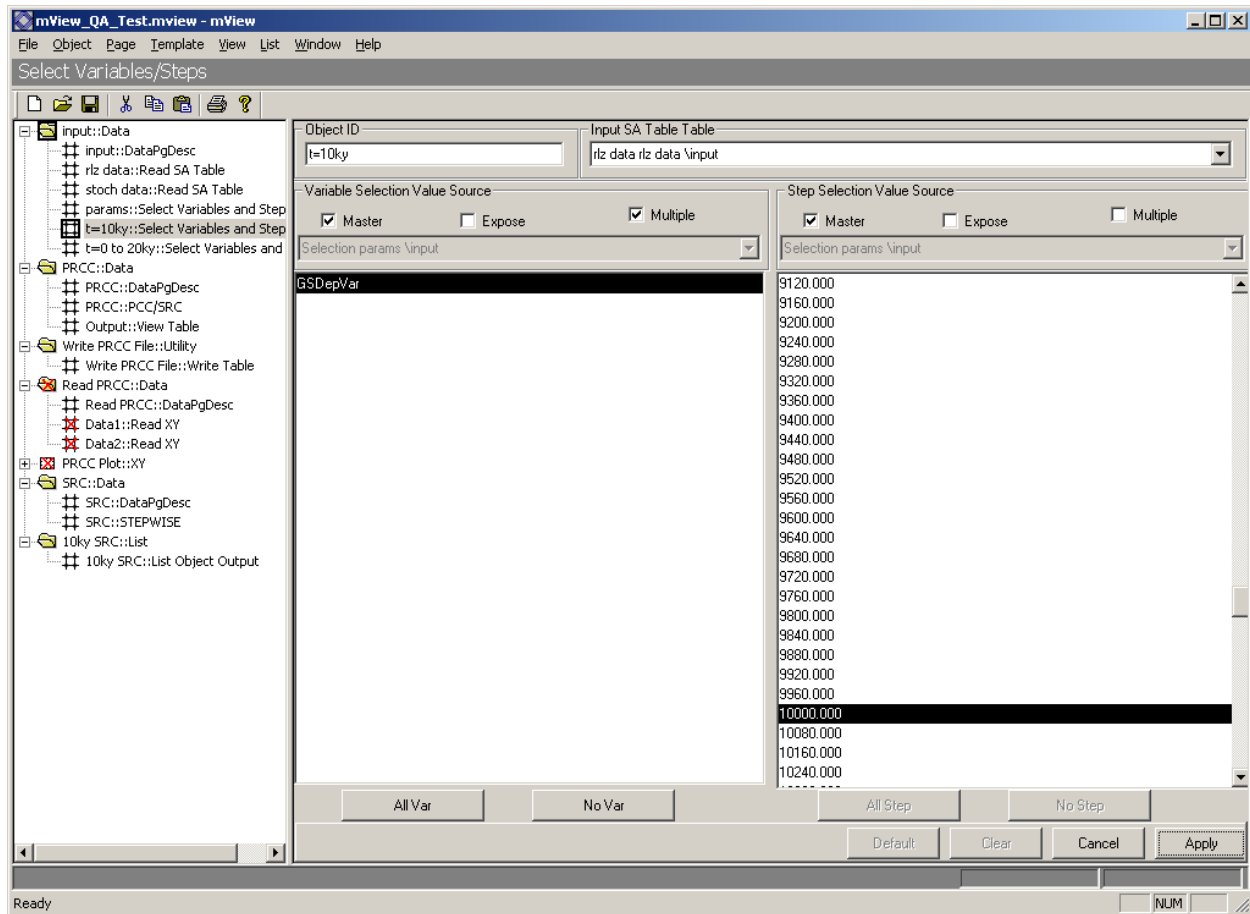 mView_QA_Test.mview - mView
File Object Page Template View List Window Help
Select Variables/Steps
input::Data
input::DataPgDesc
rlz data::Read SA Table
stoch data::Read SA Table
params::Select Variables and Step
t=10ky::Select Variables and Step
t=0 to 20ky::Select Variables and
PRCC::Data
PRCC::DataPgDesc
PRCC::PCC/SRC
Output::View Table
Write PRCC File::Utility
Write PRCC File::Write Table
Read PRCC::Data
Read PRCC::DataPgDesc
Data1::Read XY
Data2::Read XY
PRCC Plot::XY
SRC::Data
SRC::DataPgDesc
SRC::STEPWISE
10ky SRC::List
10ky SRC::List Object Output
Object ID
t=10ky
Input SA Table Table
rlz data rlz data \input
Variable Selection Value Source
Master Expose Multiple
Selection params \input
GSDepVar
All Var No Var
Step Selection Value Source
Master Expose Multiple
Selection params \input
9120.000
9160.000
9200.000
9240.000
9280.000
9320.000
9360.000
9400.000
9440.000
9480.000
9520.000
9560.000
9600.000
9640.000
9680.000
9720.000
9760.000
9800.000
9840.000
9880.000
9920.000
9960.000
10000.000
10080.000
10160.000
10240.000
All Step No Step
Default Clear Cancel Apply
Ready NUM